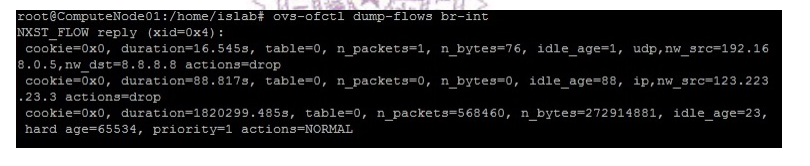 root@ComputeNode01:/home/islab# ovs-ofctl dump-flows br-int
NXST_FLOW reply (xid=0x4):
 cookie=0x0, duration=16.545s, table=0, n_packets=1, n_bytes=76, idle_age=1, udp,nw_src=192.16
8.0.5,nw_dst=8.8.8.8 actions=drop
 cookie=0x0, duration=88.817s, table=0, n_packets=0, n_bytes=0, idle_age=88, ip,nw_src=123.223
.23.3 actions=drop
 cookie=0x0, duration=1820299.485s, table=0, n_packets=568460, n_bytes=272914881, idle_age=23,
 hard_age=65534, priority=1 actions=NORMAL